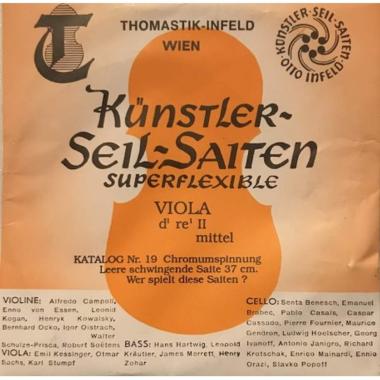 THOMASTIK-INFELD
WIEN
KÜNSTLER-SEIL-SAITEN
OTTO INFELD
KÜNSTLER-
SEIL-SAITEN
SUPERFLEXIBLE
VIOLA
d' re' II
mittel
KATALOG Nr. 19 Chromumspinnung
Leere schwingende Saite 37 cm.
Wer spielt diese Saiten ?
VIOLINE: Alfredo Campoli,
Enno von Essen, Leonid
Kogan, Henryk Kowalsky,
Bernhard Ocko, Igor Oistrach,
Walter
Schulze-Prisca, Robert Soëtens
VIOLA: Emil Kessinger, Otmar
Sachs, Karl Stumpf
BASS: Hans Hartwig, Leopold
Kräutler, James Merrett, Henry
Zohar
CELLO: Senta Benesch, Emanuel
Brabec, Pablo Casals, Caspar
Cassado, Pierre Fournier, Maurice
Gendron, Ludwig Hoelscher, Georg
Ivanoff, Antonio Janigro, Richard
Krotschak, Enrico Mainardi, Ennio
Orazi, Slavko Popoff